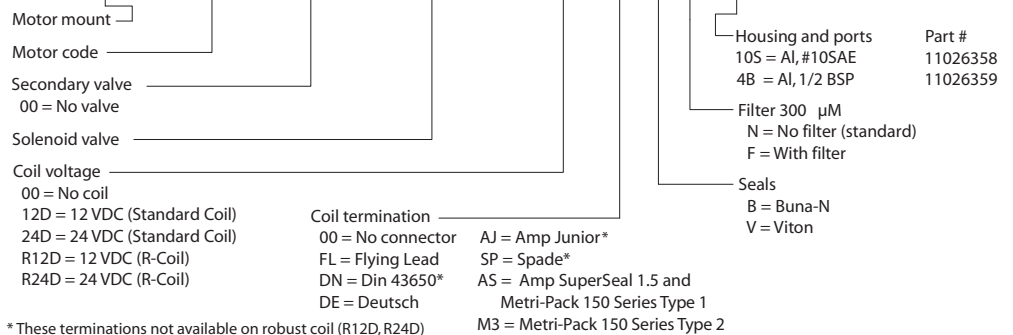 Motor mount
Motor code
Secondary valve
00 = No valve
Solenoid valve
Coil voltage
00 = No coil
12D = 12 VDC (Standard Coil)
24D = 24 VDC (Standard Coil)
R12D = 12 VDC (R-Coil)
R24D = 24 VDC (R-Coil)
* These terminations not available on robust coil (R12D, R24D)
Coil termination
00 = No connector
FL = Flying Lead
DN = Din 43650*
DE = Deutsch
AJ = Amp Junior*
SP = Spade*
AS = Amp SuperSeal 1.5 and
Metri-Pack 150 Series Type 1
M3 = Metri-Pack 150 Series Type 2
Housing and ports Part #
10S = Al, #10SAE 11026358
4B = Al, 1/2 BSP 11026359
Filter 300 µM
N = No filter (standard)
F = With filter
Seals
B = Buna-N
V = Viton